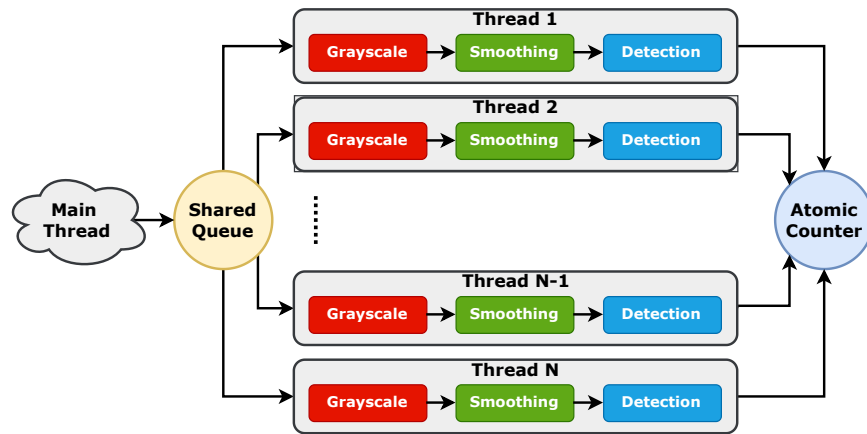 Thread 1
Grayscale Smoothing Detection
Thread 2
Grayscale Smoothing Detection
Main
Thread
Shared
Queue
Atomic
Counter
Thread N-1
Grayscale Smoothing Detection
Thread N
Grayscale Smoothing Detection